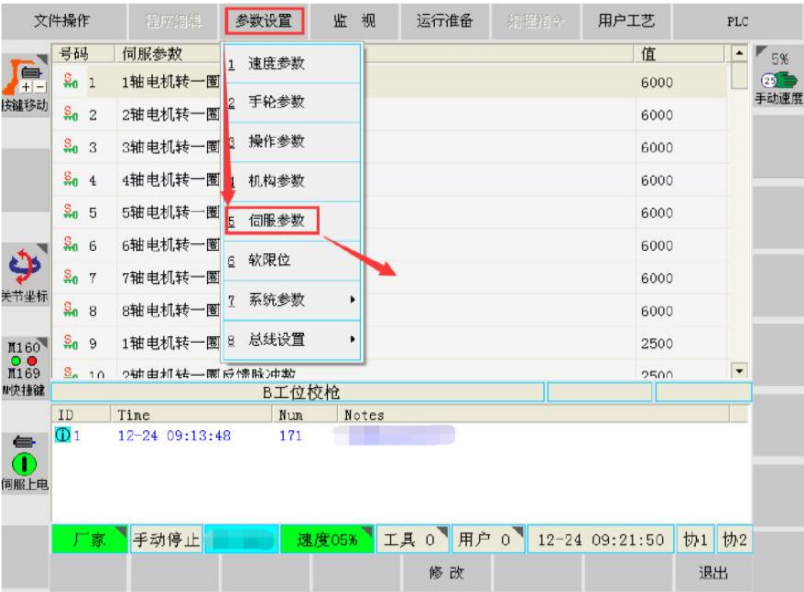 文件操作 程序编辑 参数设置 监 视 运行准备 编程指令 用户工艺 PLC
号码 伺服参数 值
1 1轴电机转一圈 6000
2 2轴电机转一圈 6000
3 3轴电机转一圈 6000
4 4轴电机转一圈 6000
5 5轴电机转一圈 6000
6 6轴电机转一圈 6000
7 7轴电机转一圈 6000
8 8轴电机转一圈 6000
9 1轴电机转一圈 2500
10 2轴电机转一圈反馈脉冲数 2500
1 速度参数
2 手轮参数
3 操作参数
4 机构参数
5 伺服参数
6 软限位
7 系统参数
8 总线设置
按键移动
关节坐标
M160
M169
M快捷键
伺服上电
5%
25
手动速度
B工位校枪
ID Time Num Notes
1 12-24 09:13:48 171
厂家 手动停止 速度05% 工具 0 用户 0 12-24 09:21:50 协1 协2
修 改 退出